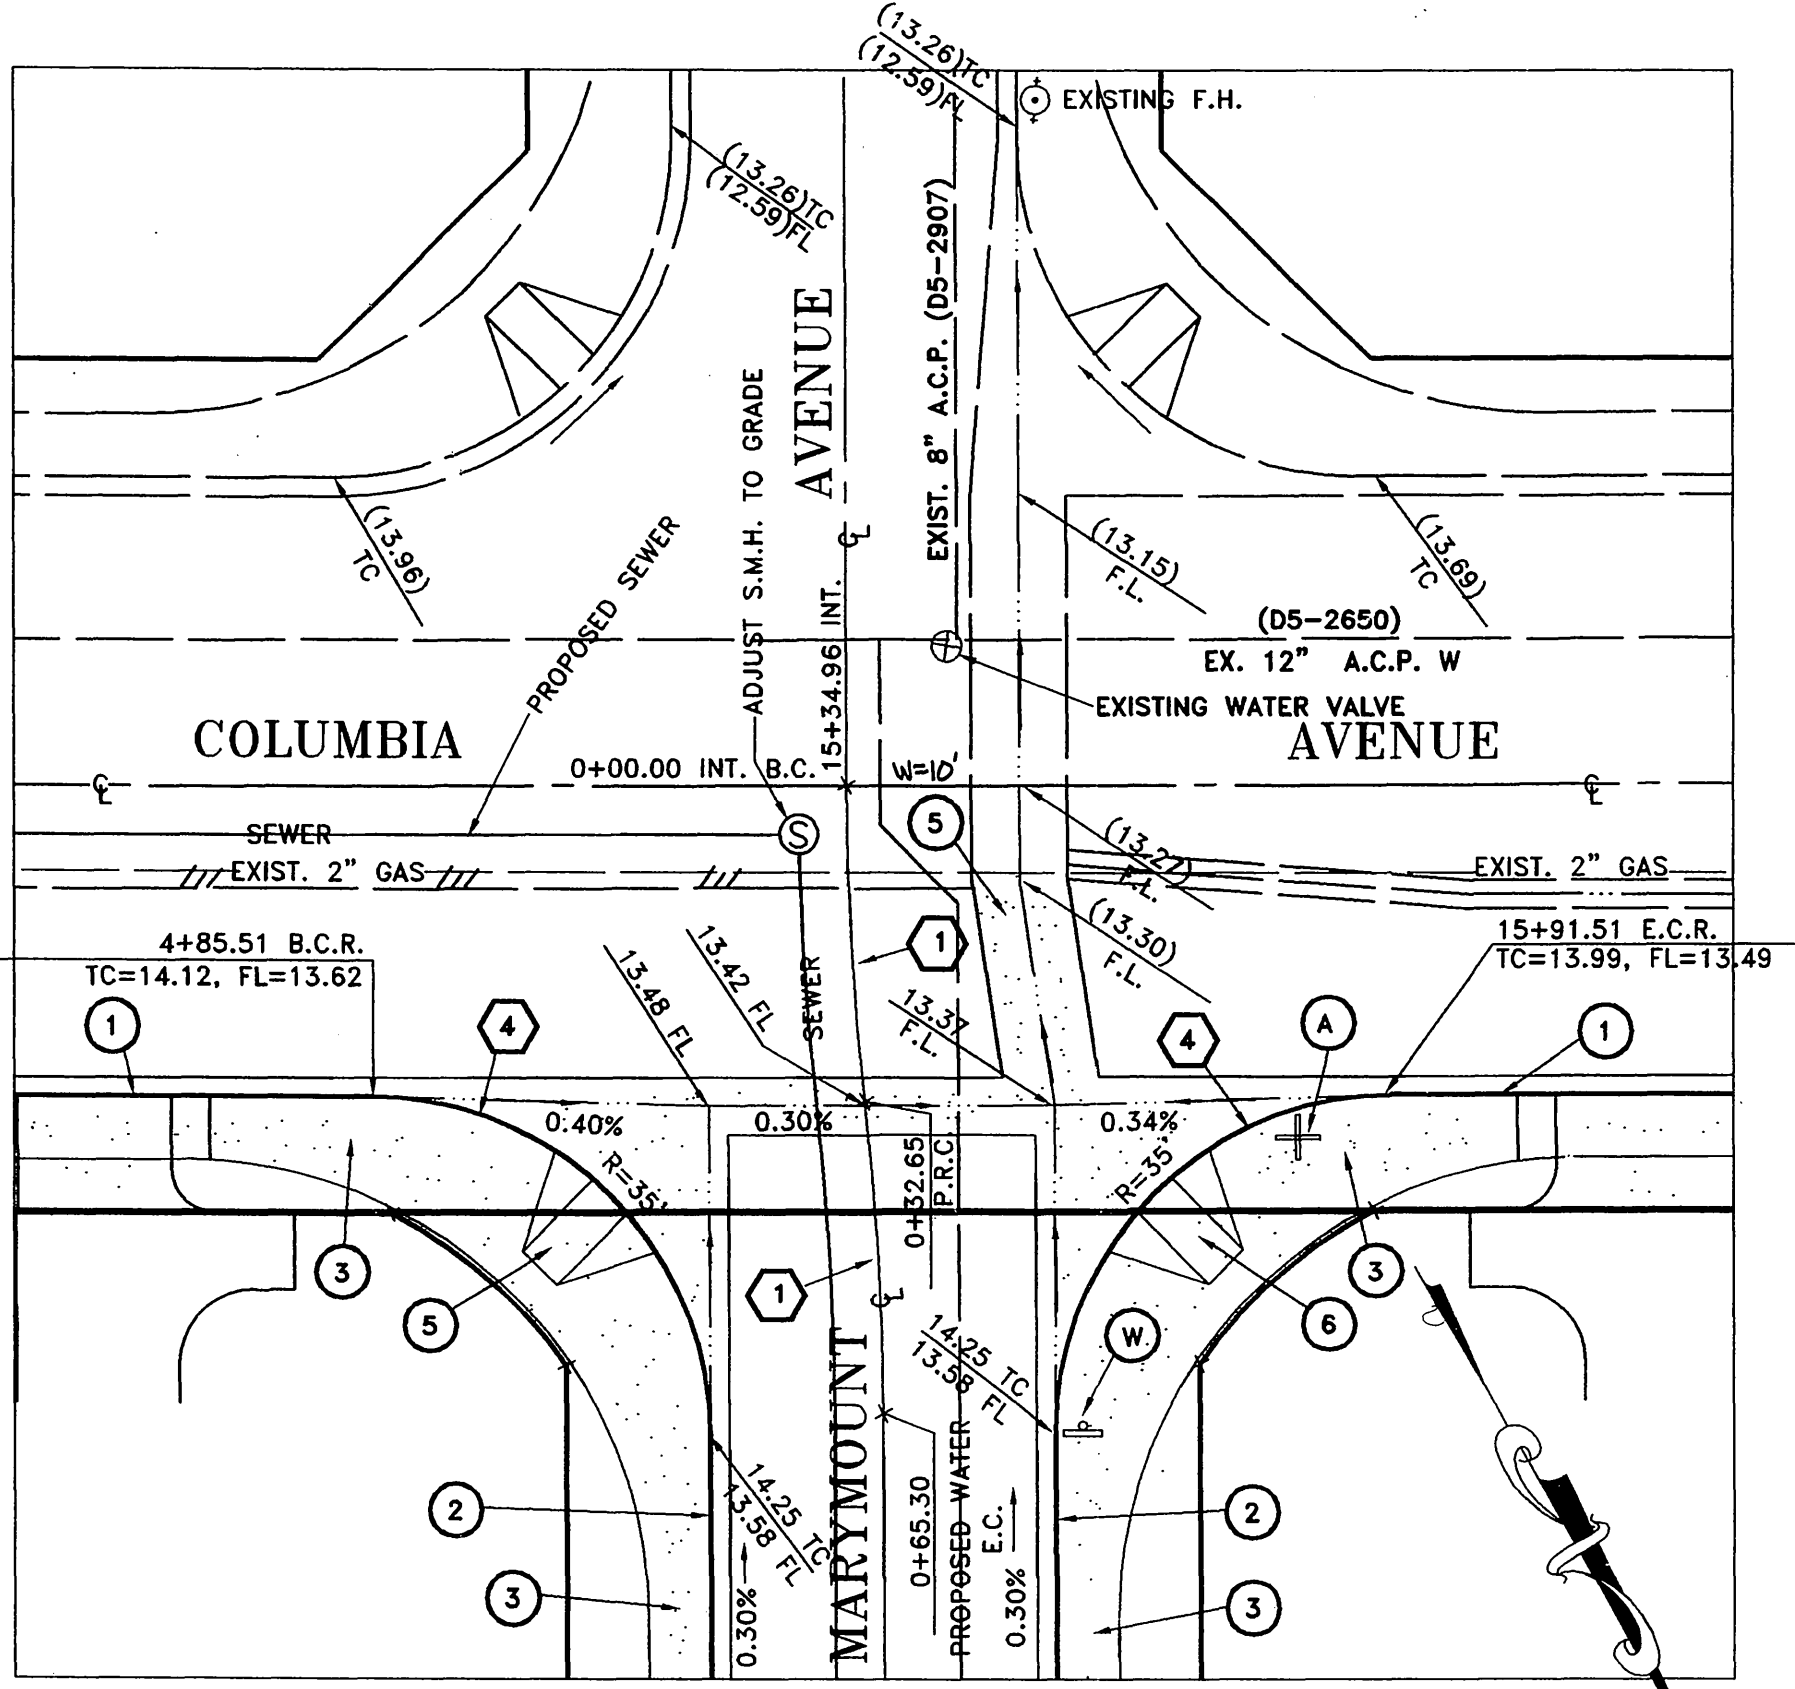 (13.26)TC
(12.59)FL
EXISTING F.H.
(13.26)TC
(12.59)FL
EXIST. 8" A.C.P. (D5-2907)
AVENUE
ADJUST S.M.H. TO GRADE
℄
(13.96)
TC
PROPOSED SEWER
15+34.96 INT.
(13.15)
F.L.
(13.69)
TC
(D5-2650)
EX. 12" A.C.P. W
EXISTING WATER VALVE
COLUMBIA
AVENUE
0+00.00 INT. B.C.
W=10'
℄
℄
S
5
SEWER
EXIST. 2" GAS
(13.27)
F.L.
EXIST. 2" GAS
4+85.51 B.C.R.
TC=14.12, FL=13.62
13.48 FL
13.42 FL
SEWER
1
13.37
F.L.
(13.30)
F.L.
15+91.51 E.C.R.
TC=13.99, FL=13.49
1
4
4
A
1
0.40%
0.30%
0.34%
R=35'
0+32.65
P.R.C.
R=35'
3
5
1
℄
14.25 TC
13.58 FL
W
6
3
MARYMOUNT
2
14.25 TC
13.58 FL
0+65.30
PROPOSED WATER
E.C.
2
3
0.30%
0.30%
3